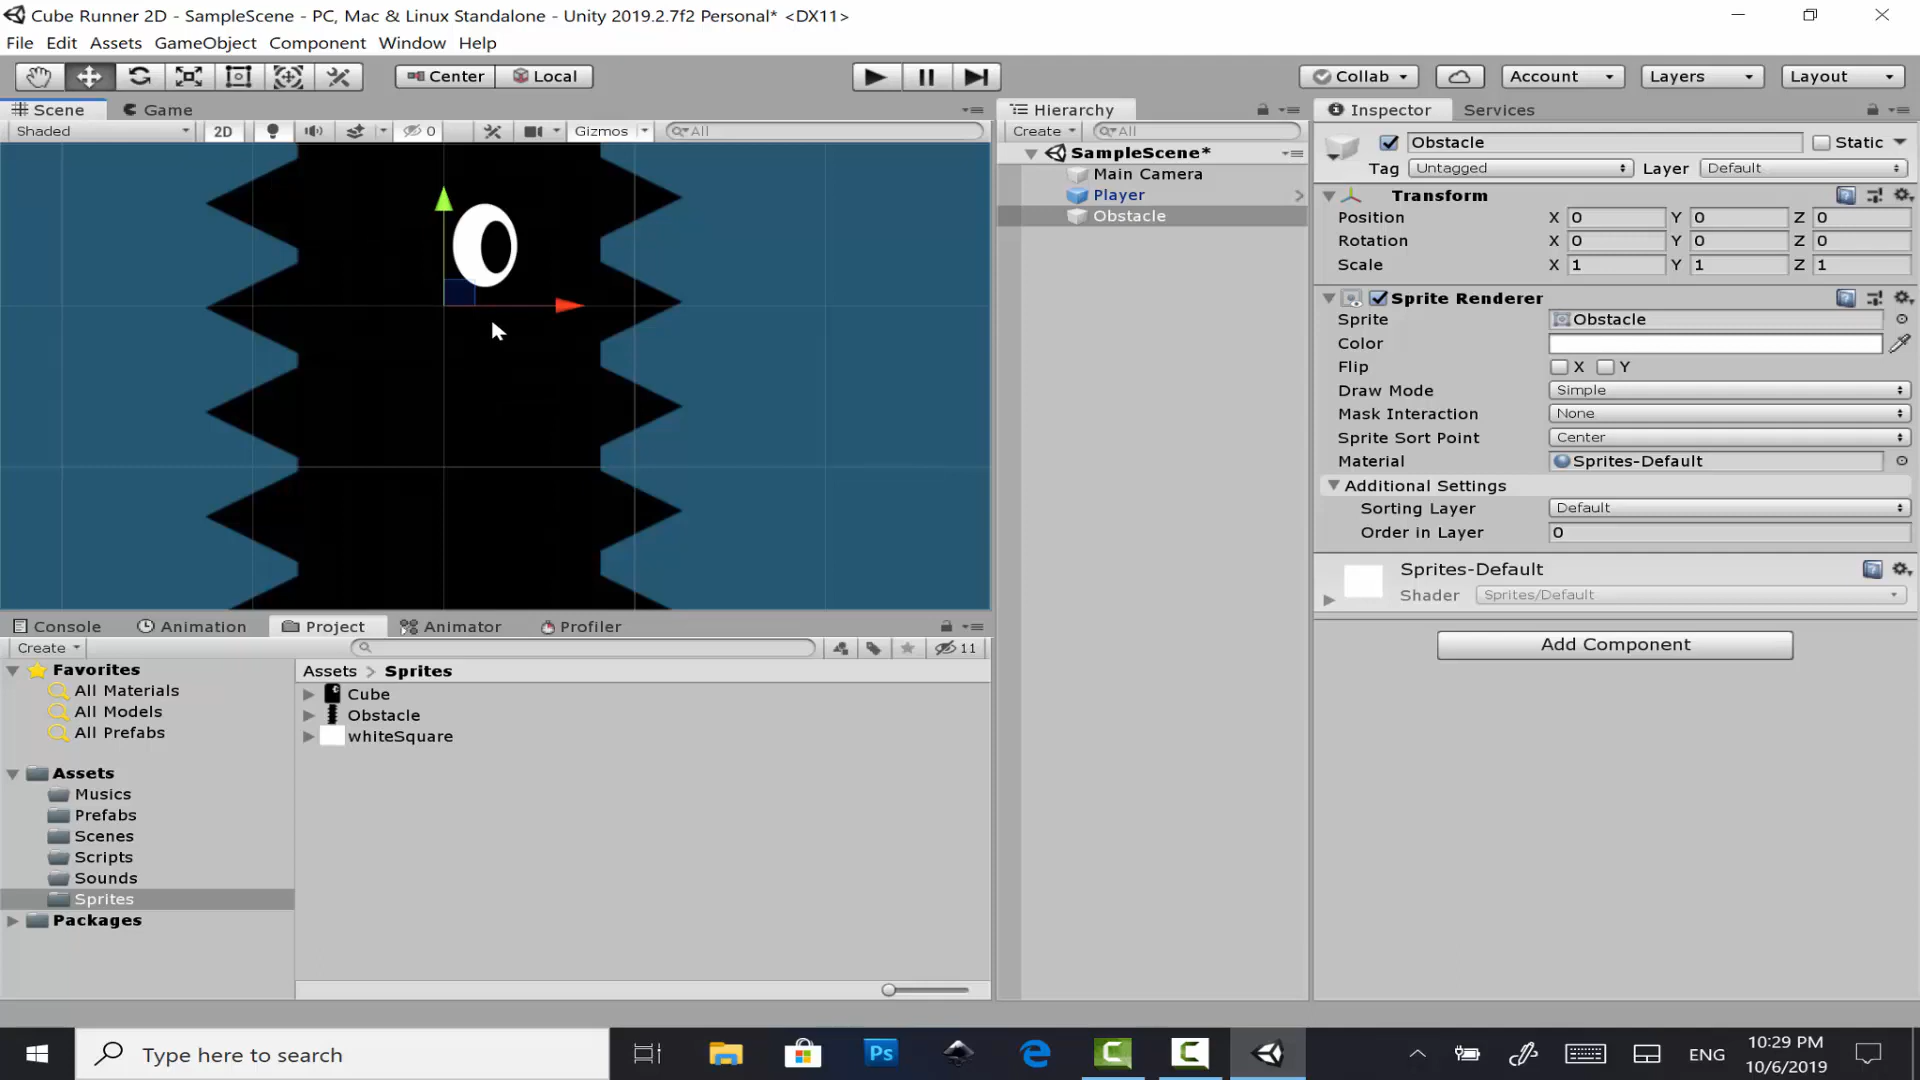 Cube Runner 2D - SampleScene - PC, Mac & Linux Standalone - Unity 2019.2.7f2 Personal* <DX11>
File Edit Assets GameObject Component Window Help
Center Local Collab Account Layers Layout
Scene Game Hierarchy Inspector Services
Shaded 2D 0 Gizmos All Create All
Obstacle Static
Tag Untagged Layer Default
SampleScene*
Main Camera
Player
Obstacle
Transform
Position X 0 Y 0 Z 0
Rotation X 0 Y 0 Z 0
Scale X 1 Y 1 Z 1
Sprite Renderer
Sprite Obstacle
Color
Flip X Y
Draw Mode Simple
Mask Interaction None
Sprite Sort Point Center
Material Sprites-Default
Additional Settings
Sorting Layer Default
Order in Layer 0
Sprites-Default
Shader Sprites/Default
Add Component
Console Animation Project Animator Profiler
Create 11
Favorites
All Materials
All Models
All Prefabs
Assets
Musics
Prefabs
Scenes
Scripts
Sounds
Sprites
Packages
Assets > Sprites
Cube
Obstacle
whiteSquare
Type here to search
Ps
ENG
10:29 PM
10/6/2019